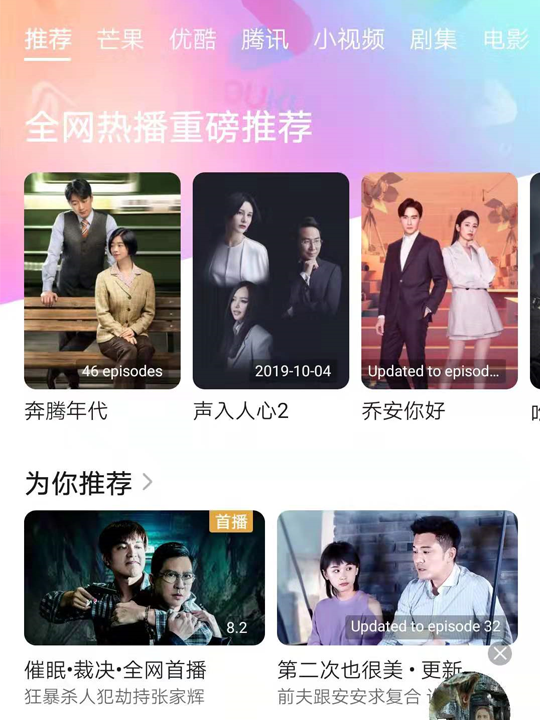 推荐 芒果 优酷 腾讯 小视频 剧集 电影
全网热播重磅推荐
46 episodes
2019-10-04
Updated to episod...
奔腾年代
声入人心2
乔安你好
为你推荐
首播
8.2
Updated to episode 32
催眠•裁决•全网首播
第二次也很美•更新
狂暴杀人犯劫持张家辉
前夫跟安安求复合